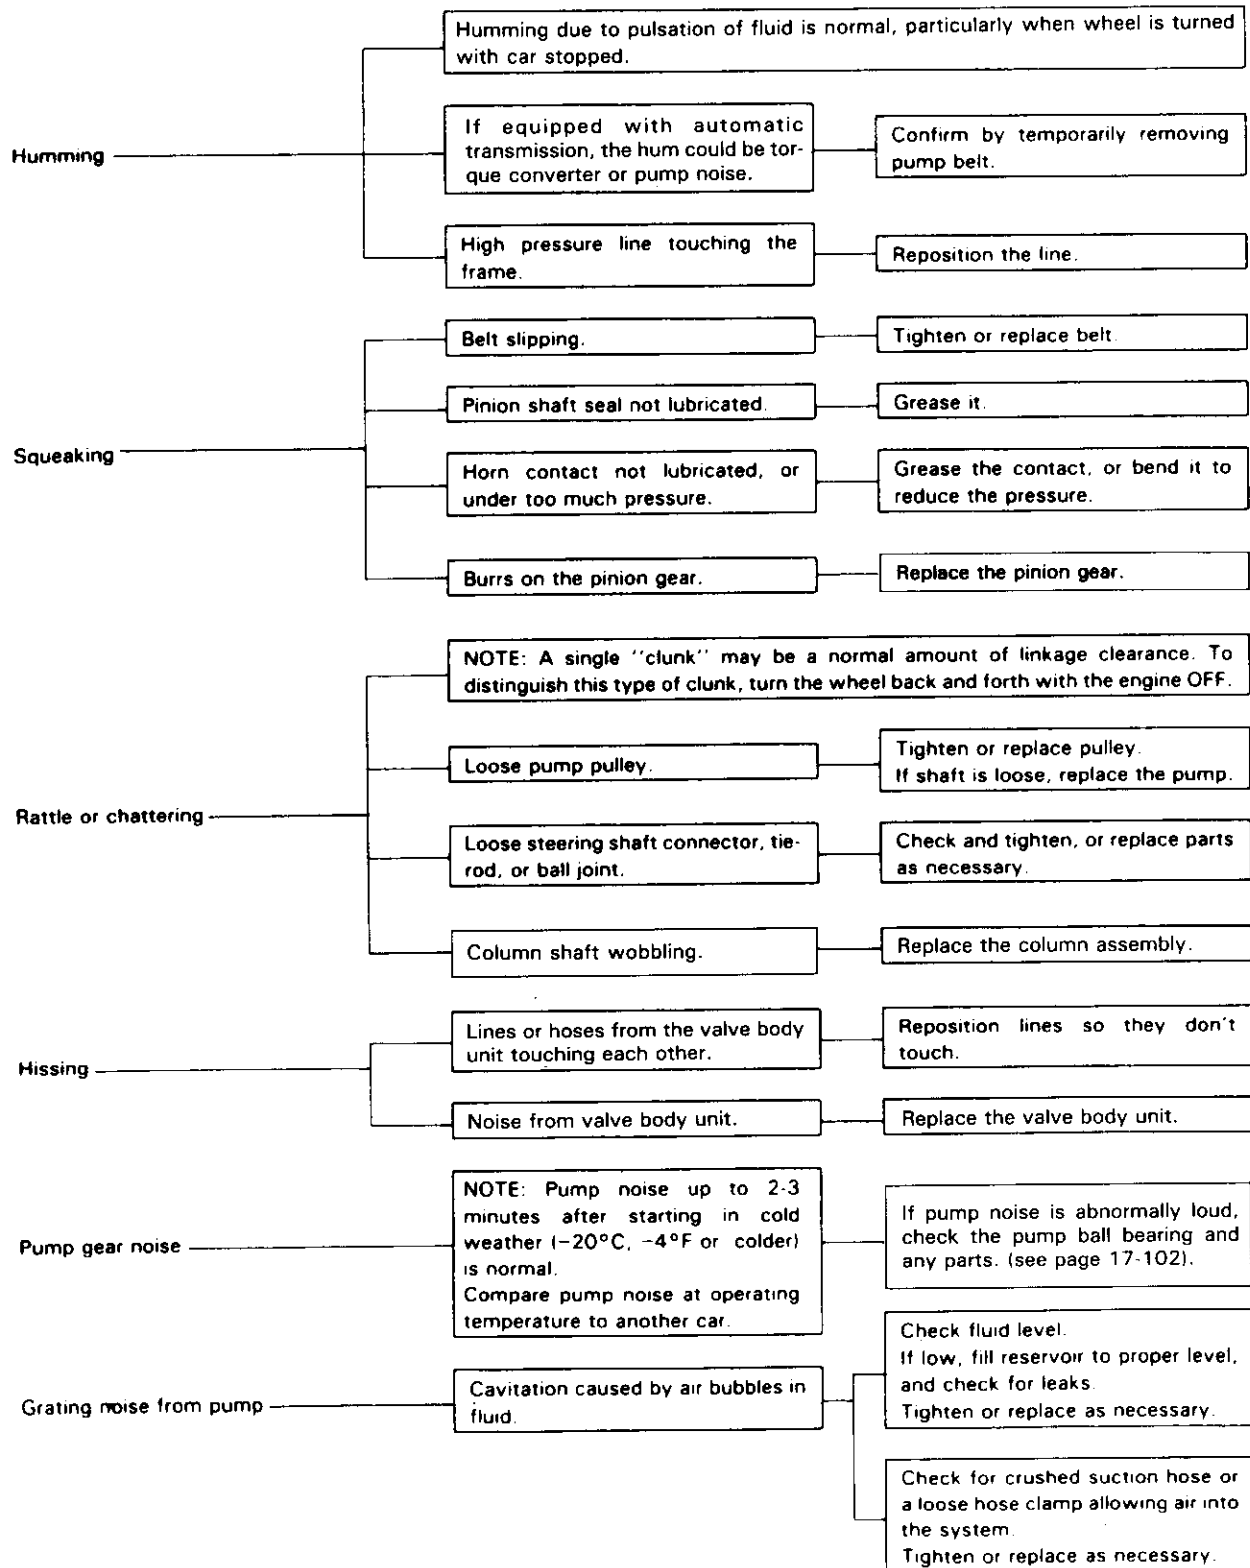 Humming due to pulsation of fluid is normal, particularly when wheel is turned
with car stopped.
Humming
If equipped with automatic
transmission, the hum could be tor-
que converter or pump noise.
Confirm by temporarily removing
pump belt.
High pressure line touching the
frame.
Reposition the line.
Squeaking
Belt slipping.
Tighten or replace belt.
Pinion shaft seal not lubricated.
Grease it.
Horn contact not lubricated, or
under too much pressure.
Grease the contact, or bend it to
reduce the pressure.
Burrs on the pinion gear.
Replace the pinion gear.
Rattle or chattering
NOTE: A single "clunk" may be a normal amount of linkage clearance. To
distinguish this type of clunk, turn the wheel back and forth with the engine OFF.
Loose pump pulley.
Tighten or replace pulley.
If shaft is loose, replace the pump.
Loose steering shaft connector, tie-
rod, or ball joint.
Check and tighten, or replace parts
as necessary.
Column shaft wobbling.
Replace the column assembly.
Hissing
Lines or hoses from the valve body
unit touching each other.
Reposition lines so they don't
touch.
Noise from valve body unit.
Replace the valve body unit.
Pump gear noise
NOTE: Pump noise up to 2-3
minutes after starting in cold
weather (−20°C, −4°F or colder)
is normal.
Compare pump noise at operating
temperature to another car.
If pump noise is abnormally loud,
check the pump ball bearing and
any parts. (see page 17-102).
Grating noise from pump
Cavitation caused by air bubbles in
fluid.
Check fluid level.
If low, fill reservoir to proper level,
and check for leaks.
Tighten or replace as necessary.
Check for crushed suction hose or
a loose hose clamp allowing air into
the system.
Tighten or replace as necessary.